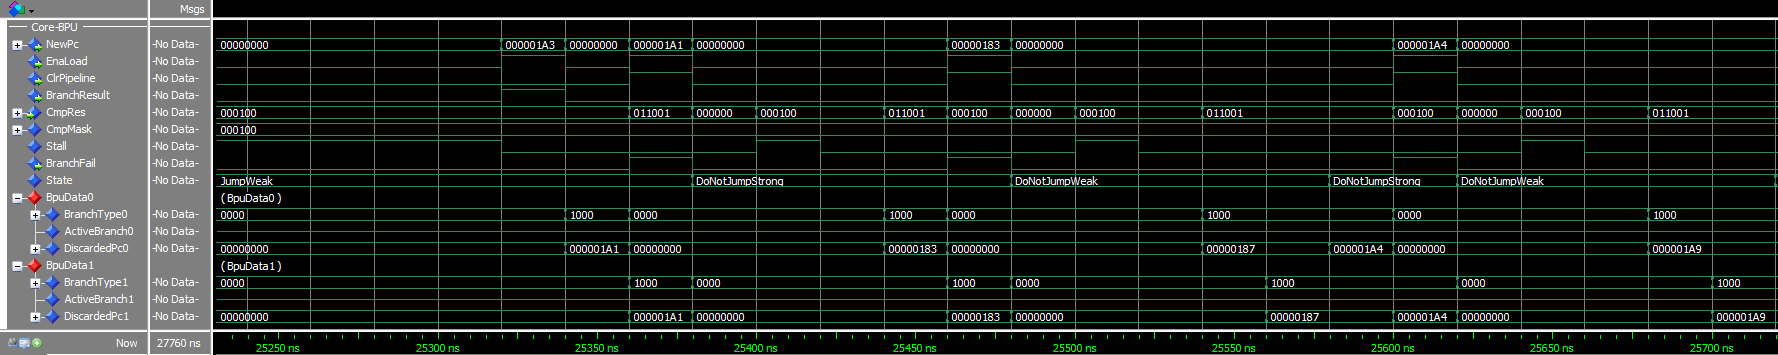 Msgs
Core-BPU
NewPc -No Data- 00000000 000001A3 00000000 000001A1 00000000 00000183 00000000 000001A4 00000000
EnaLoad -No Data-
ClrPipeline -No Data-
BranchResult -No Data-
CmpRes -No Data- 000100 011001 000000 000100 011001 000100 000000 000100 011001 000100 000000 000100 011001
CmpMask -No Data- 000100
Stall -No Data-
BranchFail -No Data-
State -No Data- JumpWeak DoNotJumpStrong DoNotJumpWeak DoNotJumpStrong DoNotJumpWeak
BpuData0 (BpuData0)
BranchType0 -No Data- 0000 1000 0000 1000 0000 1000 0000 1000
ActiveBranch0 -No Data-
DiscardedPc0 -No Data- 00000000 000001A1 00000000 00000183 00000000 00000187 000001A4 00000000 000001A9
BpuData1 (BpuData1)
BranchType1 -No Data- 0000 1000 0000 1000 0000 1000 0000 1000
ActiveBranch1 -No Data-
DiscardedPc1 -No Data- 00000000 000001A1 00000000 00000183 00000000 00000187 000001A4 00000000 000001A9
Now 27760 ns 25250 ns 25300 ns 25350 ns 25400 ns 25450 ns 25500 ns 25550 ns 25600 ns 25650 ns 25700 ns